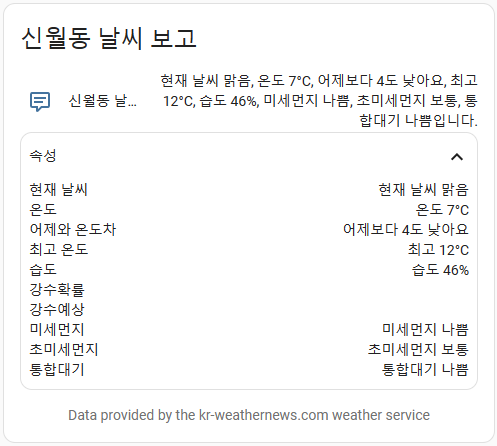 신월동 날씨 보고
신월동 날...
현재 날씨 맑음, 온도 7°C, 어제보다 4도 낮아요, 최고
12°C, 습도 46%, 미세먼지 나쁨, 초미세먼지 보통, 통
합대기 나쁨입니다.
속성
현재 날씨 현재 날씨 맑음
온도 온도 7°C
어제와 온도차 어제보다 4도 낮아요
최고 온도 최고 12°C
습도 습도 46%
강수확률
강수예상
미세먼지 미세먼지 나쁨
초미세먼지 초미세먼지 보통
통합대기 통합대기 나쁨
Data provided by the kr-weathernews.com weather service